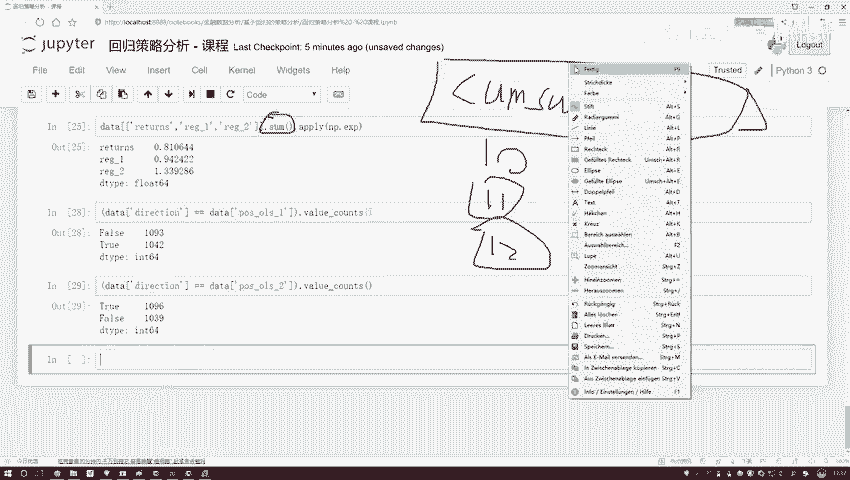 http://localhost:8888/notebooks/
jupyter 回归策略分析 - 课程 Last Checkpoint: 5 minutes ago (unsaved changes)
Logout
File Edit View Insert Cell Kernel Widgets Help
Trusted
Python 3
Code
In [25]: data[['returns','reg_1','reg_2' .sum() apply(np.exp)
Out[25]: returns 0.810644
reg_1 0.942422
reg_2 1.339286
dtype: float64
In [28]: (data['direction'] == data['pos_ols_1']).value_counts()
Out[28]: False 1093
True 1042
dtype: int64
In [29]: (data['direction'] == data['pos_ols_2']).value_counts()
Out[29]: True 1096
False 1039
dtype: int64
In [ ]:
cumsu
10
11
12
Fertig
Strichdicke
Farbe
Stift Alt+S
Radiergummi Alt+G
Linie Alt+L
Pfeil Alt+P
Rechteck Alt+R
Gefülltes Rechteck Umsch+Alt+R
Ellipse Alt+E
Gefüllte Ellipse Umsch+Alt+E
Doppelpfeil Alt+D
Text Alt+T
Häkchen Alt+H
Kreuz Alt+K
Bereich auswählen Alt+B
Auswahlbereich... F2
Lupe Alt+U
Zoomansicht Strg+Z
Hineinzoomen
Herauszoomen
Rückgängig Strg+Rück
Alles löschen Strg+Entf
Leeres Blatt Strg+N
Drucken... Strg+P
Speichern... Strg+S
Als E-Mail versenden... Strg+M
In Zwischenablage kopieren Strg+C
Aus Zwischenablage einfügen Strg+V
Info / Einstellungen / Hilfe F1